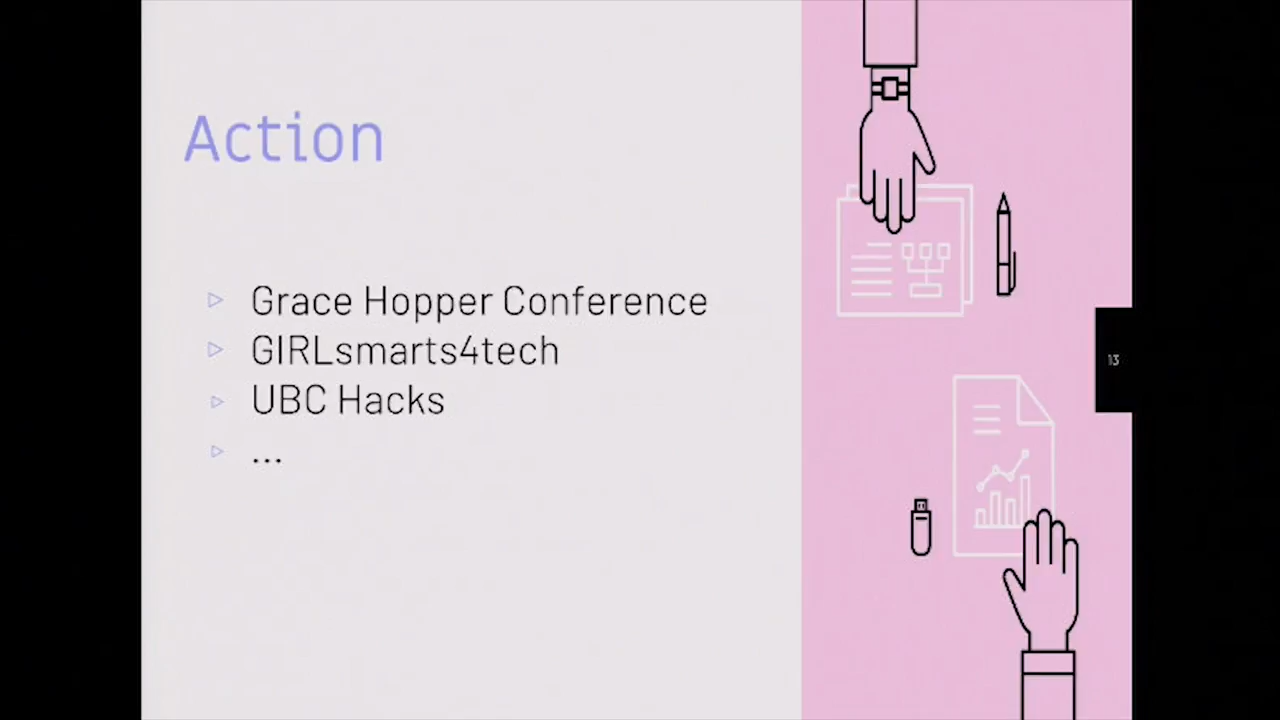 Action
Grace Hopper Conference
GIRLsmarts4tech
UBC Hacks
...
13